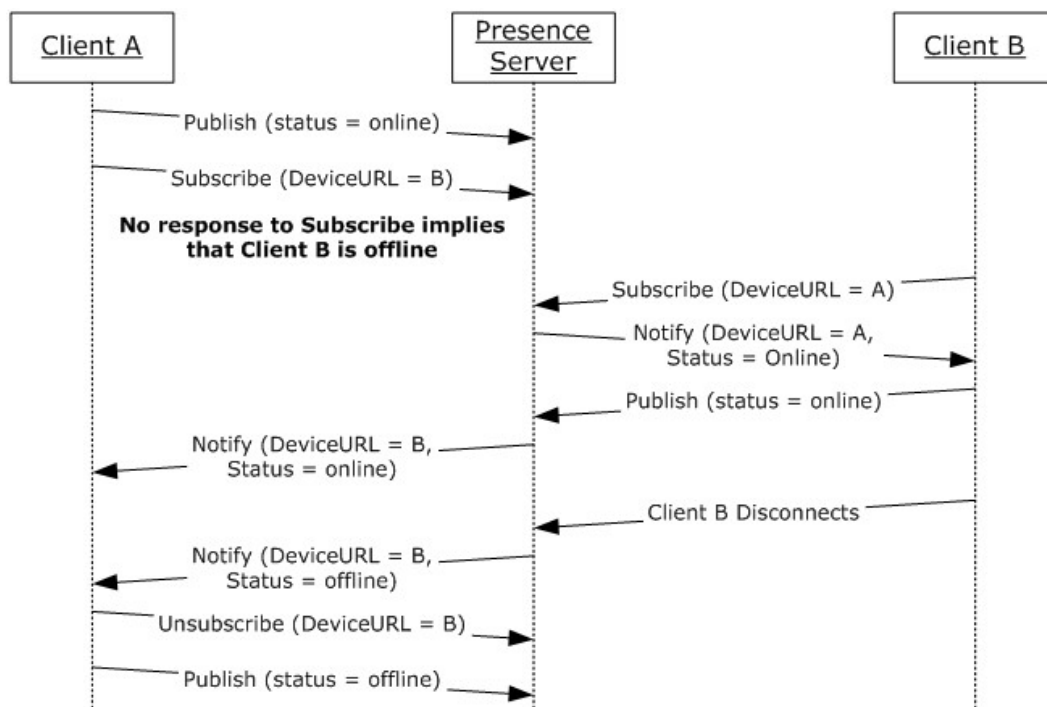 Client A
Presence
Server
Client B
Publish (status = online)
Subscribe (DeviceURL = B)
No response to Subscribe implies
that Client B is offline
Subscribe (DeviceURL = A)
Notify (DeviceURL = A,
Status = Online)
Publish (status = online)
Notify (DeviceURL = B,
Status = online)
Client B Disconnects
Notify (DeviceURL = B,
Status = offline)
Unsubscribe (DeviceURL = B)
Publish (status = offline)